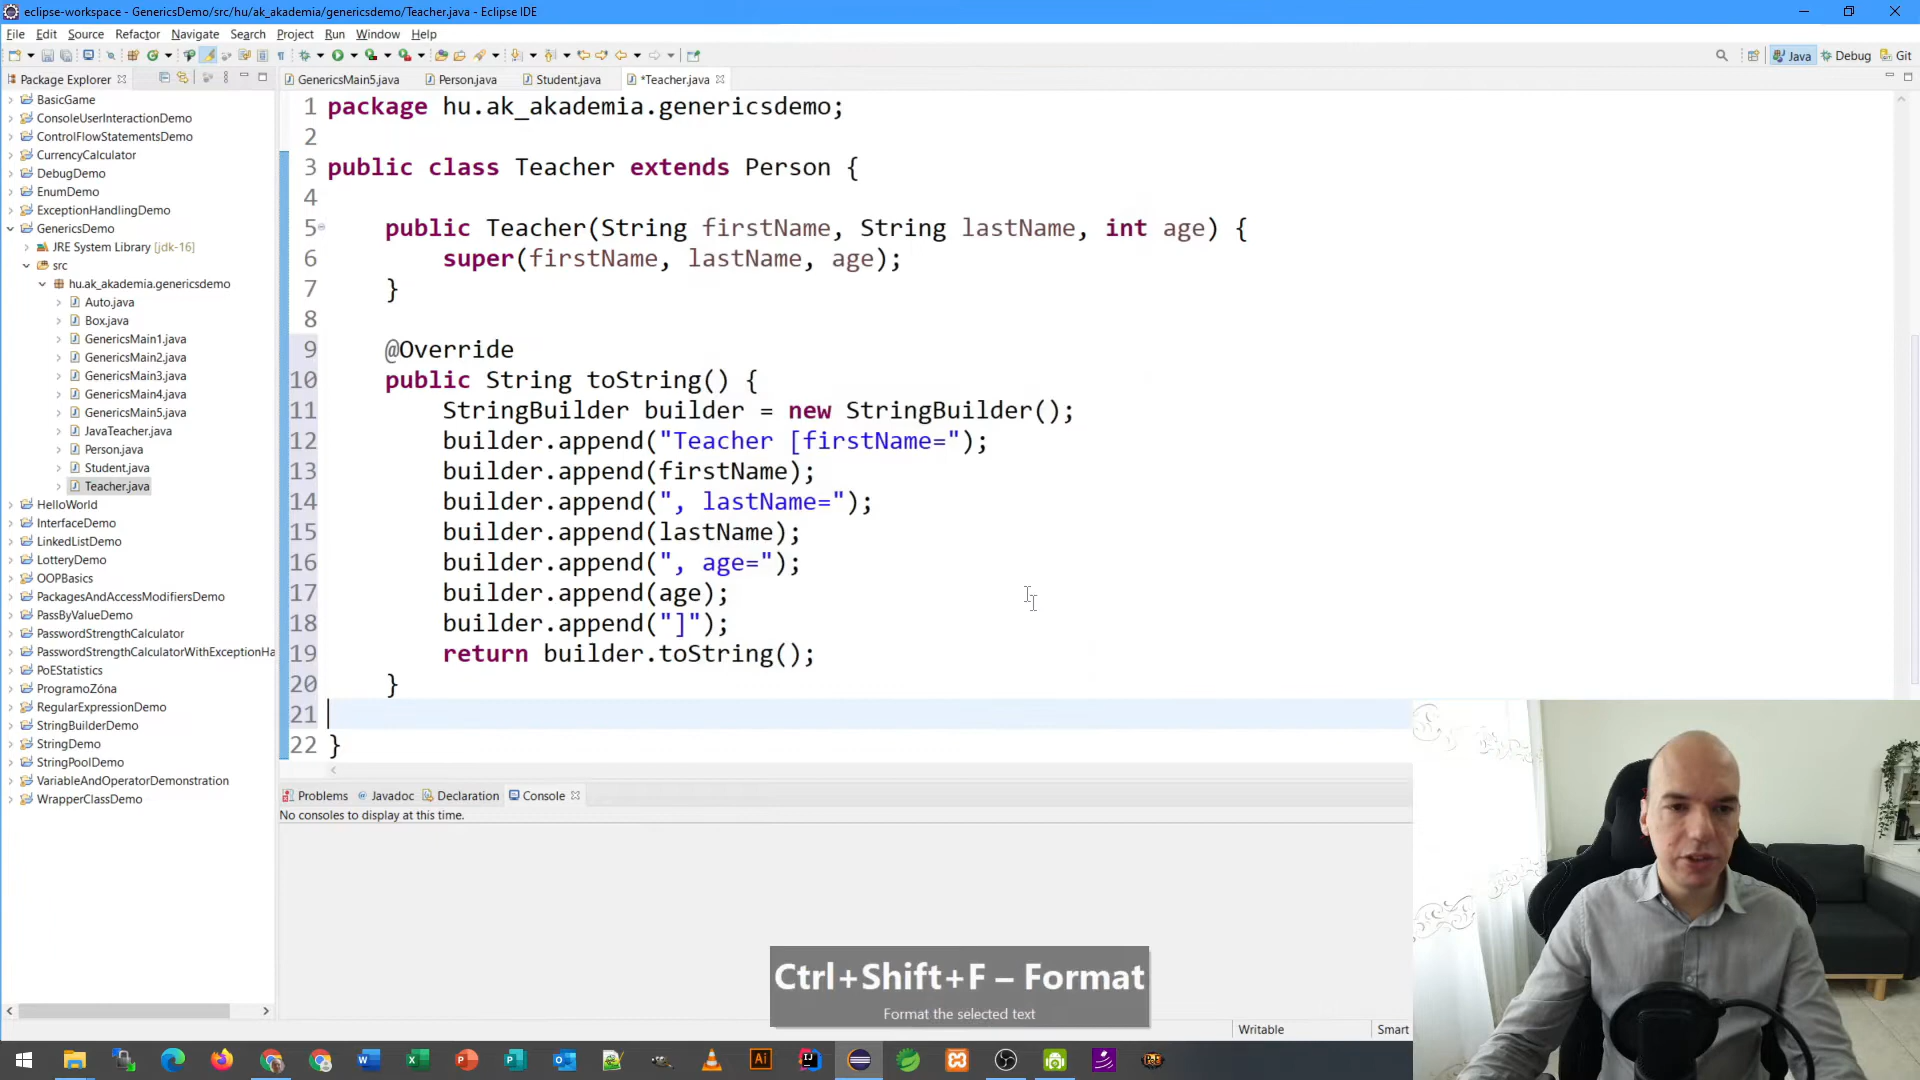 eclipse-workspace - GenericsDemo/src/hu/ak_akademia/genericsdemo/Teacher.java - Eclipse IDE
File Edit Source Refactor Navigate Search Project Run Window Help
Java Debug Git
Package Explorer
GenericsMain5.java Person.java Student.java *Teacher.java
BasicGame
ConsoleUserInteractionDemo
ControlFlowStatementsDemo
CurrencyCalculator
DebugDemo
EnumDemo
ExceptionHandlingDemo
GenericsDemo
JRE System Library [jdk-16]
src
hu.ak_akademia.genericsdemo
Auto.java
Box.java
GenericsMain1.java
GenericsMain2.java
GenericsMain3.java
GenericsMain4.java
GenericsMain5.java
JavaTeacher.java
Person.java
Student.java
Teacher.java
HelloWorld
InterfaceDemo
LinkedListDemo
LotteryDemo
OOPBasics
PackagesAndAccessModifiersDemo
PassByValueDemo
PasswordStrengthCalculator
PasswordStrengthCalculatorWithExceptionHa
PoEStatistics
ProgramoZóna
RegularExpressionDemo
StringBuilderDemo
StringDemo
StringPoolDemo
VariableAndOperatorDemonstration
WrapperClassDemo
1 package hu.ak_akademia.genericsdemo;
2
3 public class Teacher extends Person {
4
5 public Teacher(String firstName, String lastName, int age) {
6 super(firstName, lastName, age);
7 }
8
9 @Override
10 public String toString() {
11 StringBuilder builder = new StringBuilder();
12 builder.append("Teacher [firstName=");
13 builder.append(firstName);
14 builder.append(", lastName=");
15 builder.append(lastName);
16 builder.append(", age=");
17 builder.append(age);
18 builder.append("]");
19 return builder.toString();
20 }
21
22 }
Problems Javadoc Declaration Console
No consoles to display at this time.
Ctrl+Shift+F – Format
Format the selected text
Writable Smart